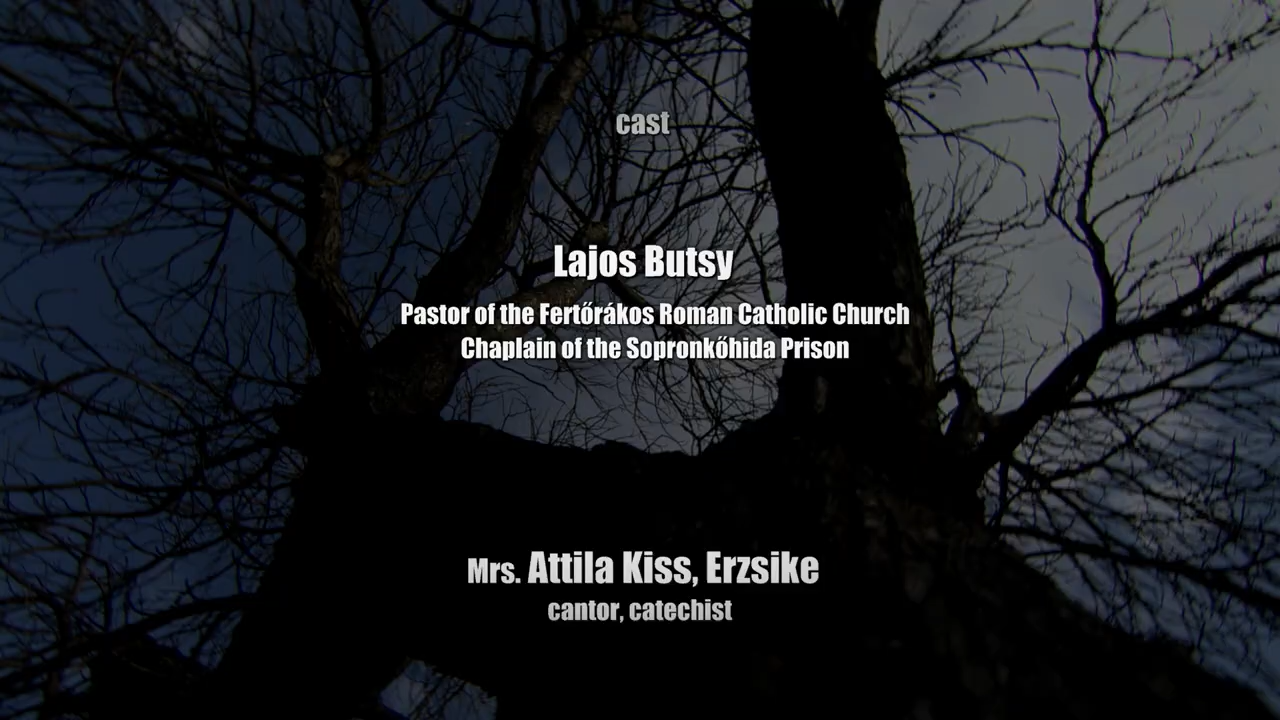 cast
Lajos Butsy
Pastor of the Fertőrákos Roman Catholic Church
Chaplain of the Sopronkőhida Prison
Mrs. Attila Kiss, Erzsike
cantor, catechist